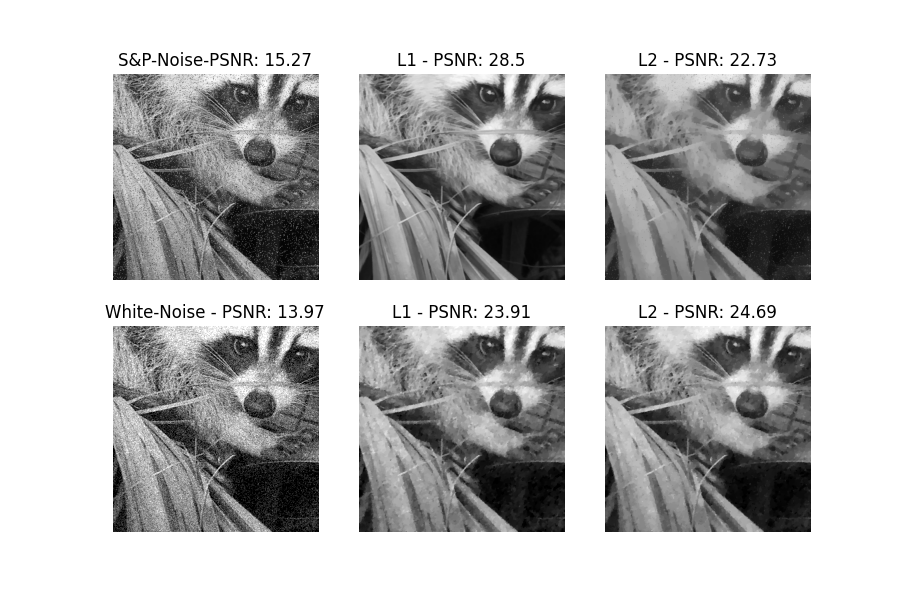 S&P-Noise-PSNR: 15.27
L1 - PSNR: 28.5
L2 - PSNR: 22.73
White-Noise - PSNR: 13.97
L1 - PSNR: 23.91
L2 - PSNR: 24.69